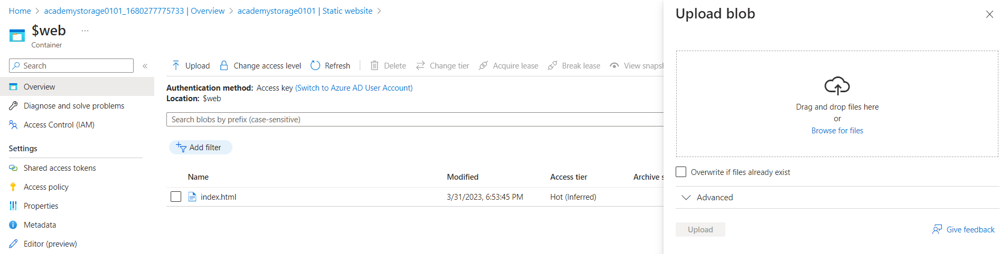 Home > academystorage0101_1680277775733 | Overview > academystorage0101 | Static website >
$web ...
Container
Search «
Overview
Diagnose and solve problems
Access Control (IAM)
Settings
Shared access tokens
Access policy
Properties
Metadata
Editor (preview)
Upload Change access level Refresh Delete Change tier Acquire lease Break lease View snapsh
Authentication method: Access key (Switch to Azure AD User Account)
Location: $web
Search blobs by prefix (case-sensitive)
Add filter
Name Modified Access tier Archive s
index.html 3/31/2023, 6:53:45 PM Hot (Inferred)
Upload blob
Drag and drop files here
or
Browse for files
Overwrite if files already exist
Advanced
Upload Give feedback